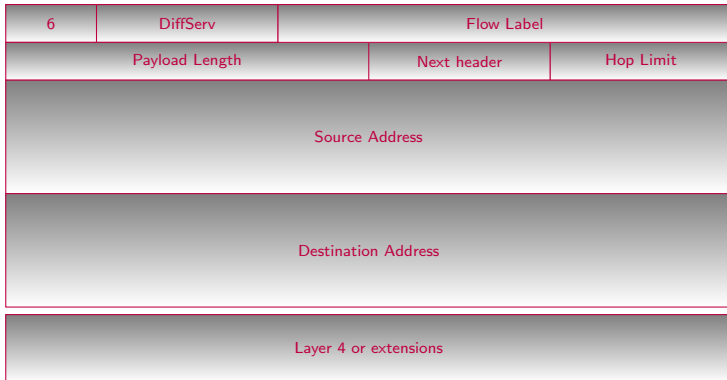 6 DiffServ Flow Label
Payload Length Next header Hop Limit
Source Address
Destination Address
Layer 4 or extensions